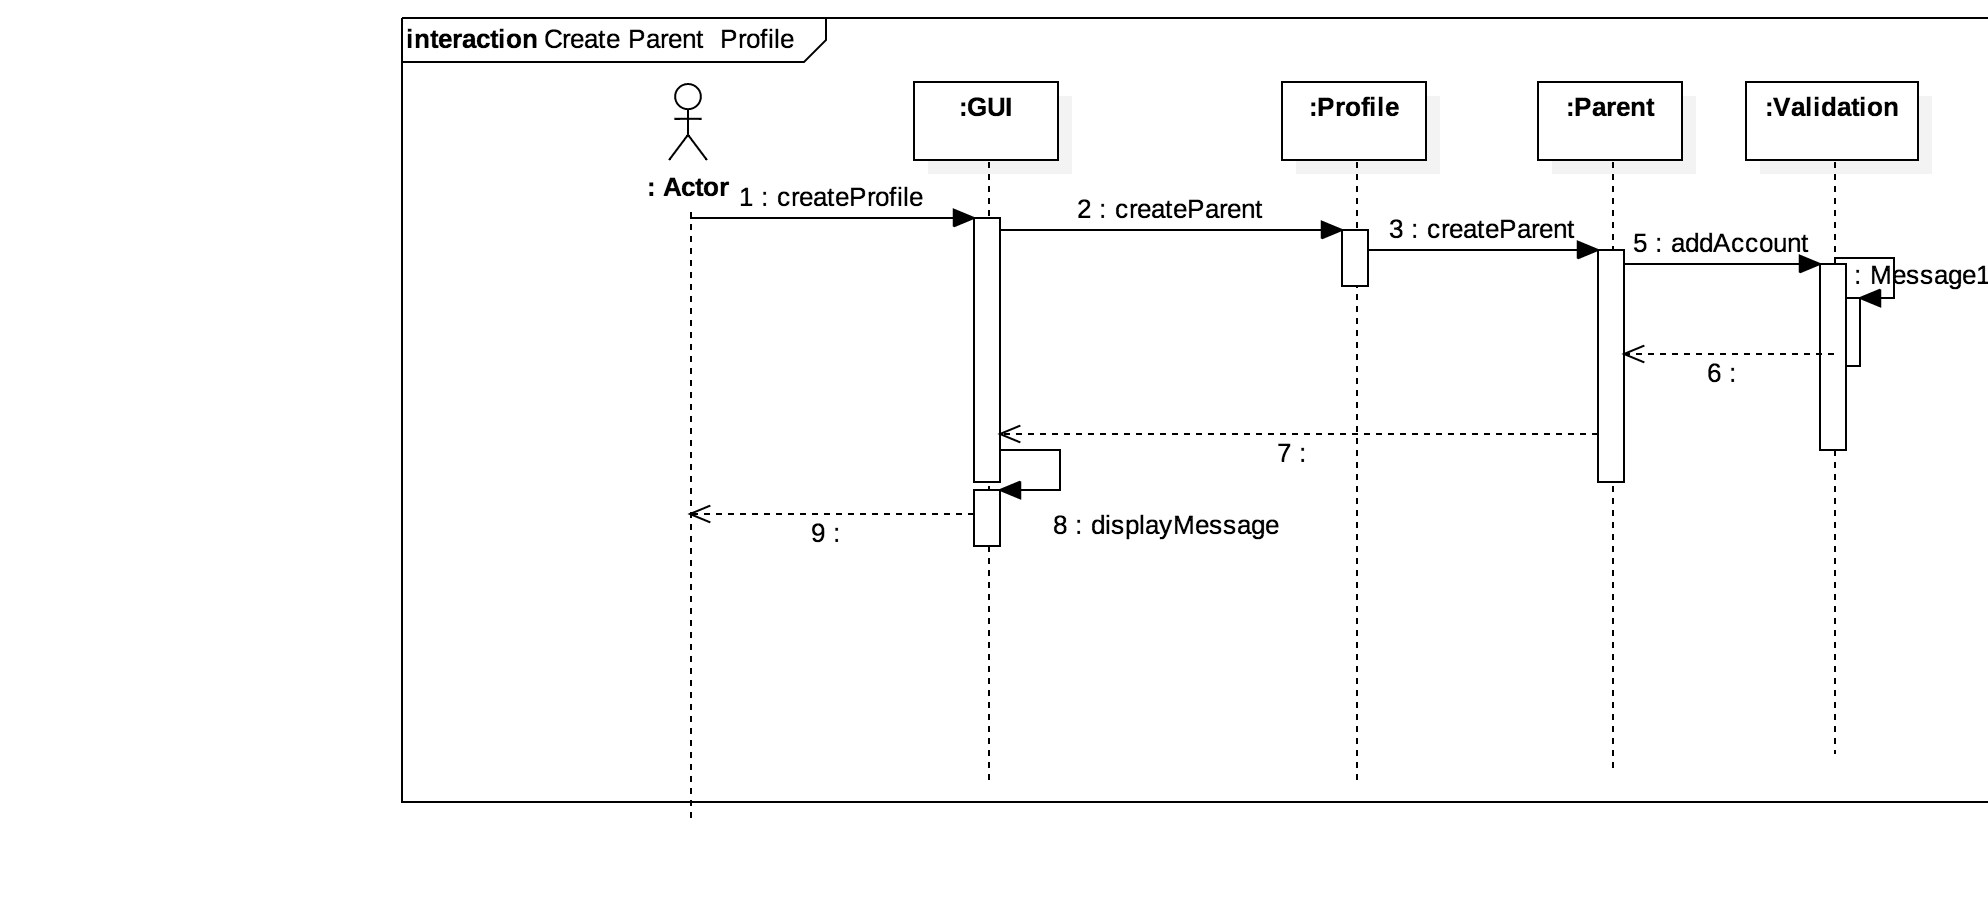 interaction Create Parent Profile
:GUI
:Profile
:Parent
:Validation
: Actor
1 : createProfile
2 : createParent
3 : createParent
5 : addAccount
: Message1
6 :
7 :
8 : displayMessage
9 :